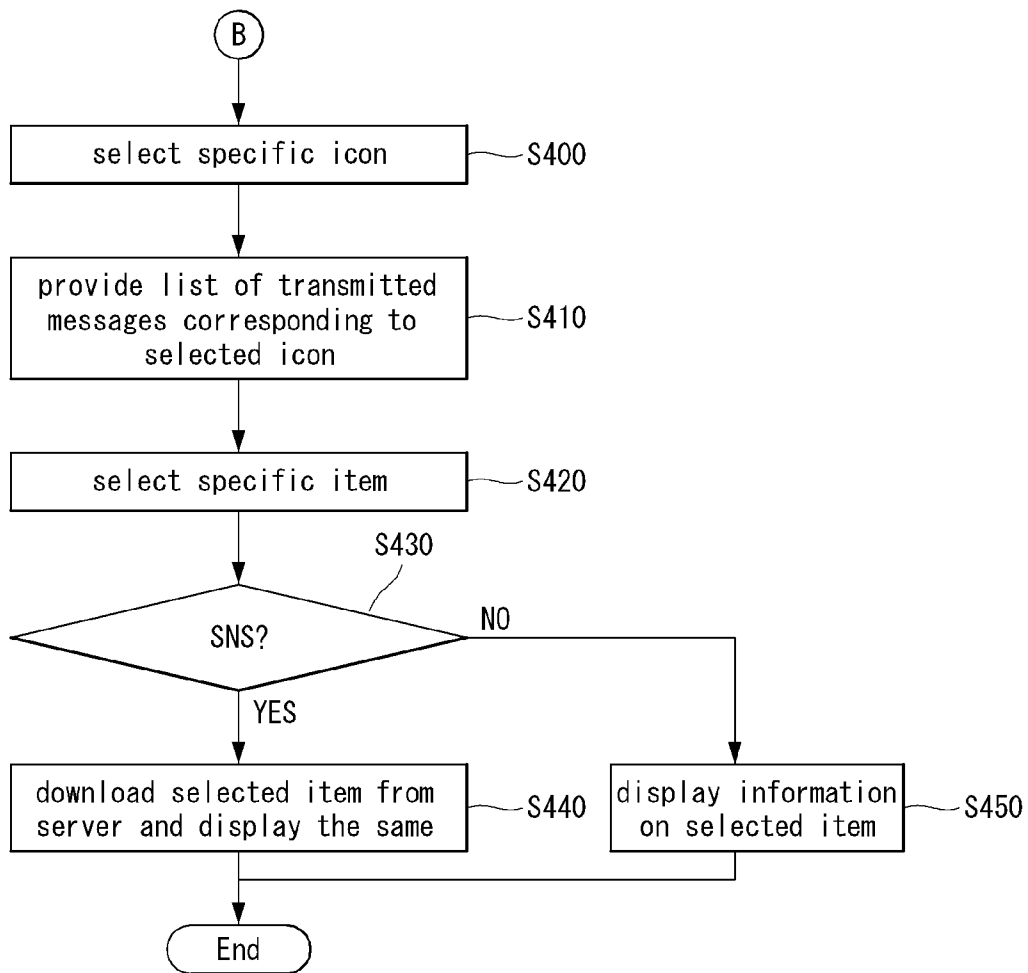 B
select specific icon
S400
provide list of transmitted
messages corresponding to
selected icon
S410
select specific item
S420
S430
SNS?
NO
YES
download selected item from
server and display the same
S440
display information
on selected item
S450
End